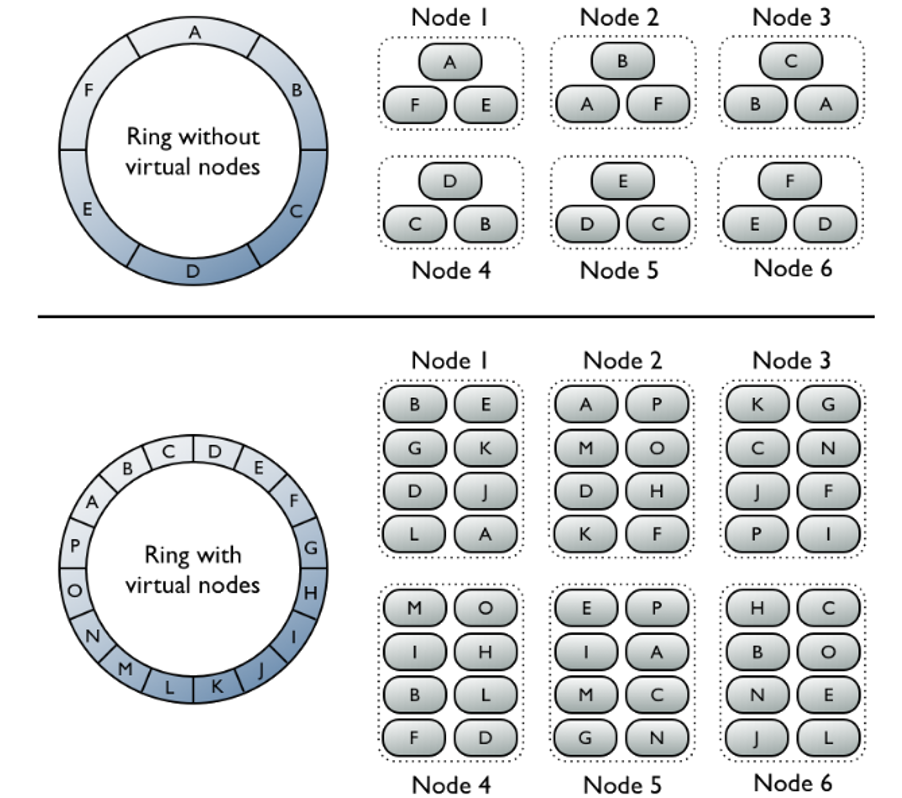 Node 1 Node 2 Node 3
A
F B
Ring without
virtual nodes
E C
D
A B C
F E A F B A
D E F
C B D C E D
Node 4 Node 5 Node 6
Node 1 Node 2 Node 3
B E A P K G
G K M O C N
D J D H J F
L A K F P I
A B C D E F G H I J K L M N O P
Ring with
virtual nodes
M O E P H C
I H I A B O
B L M C N E
F D G N J L
Node 4 Node 5 Node 6